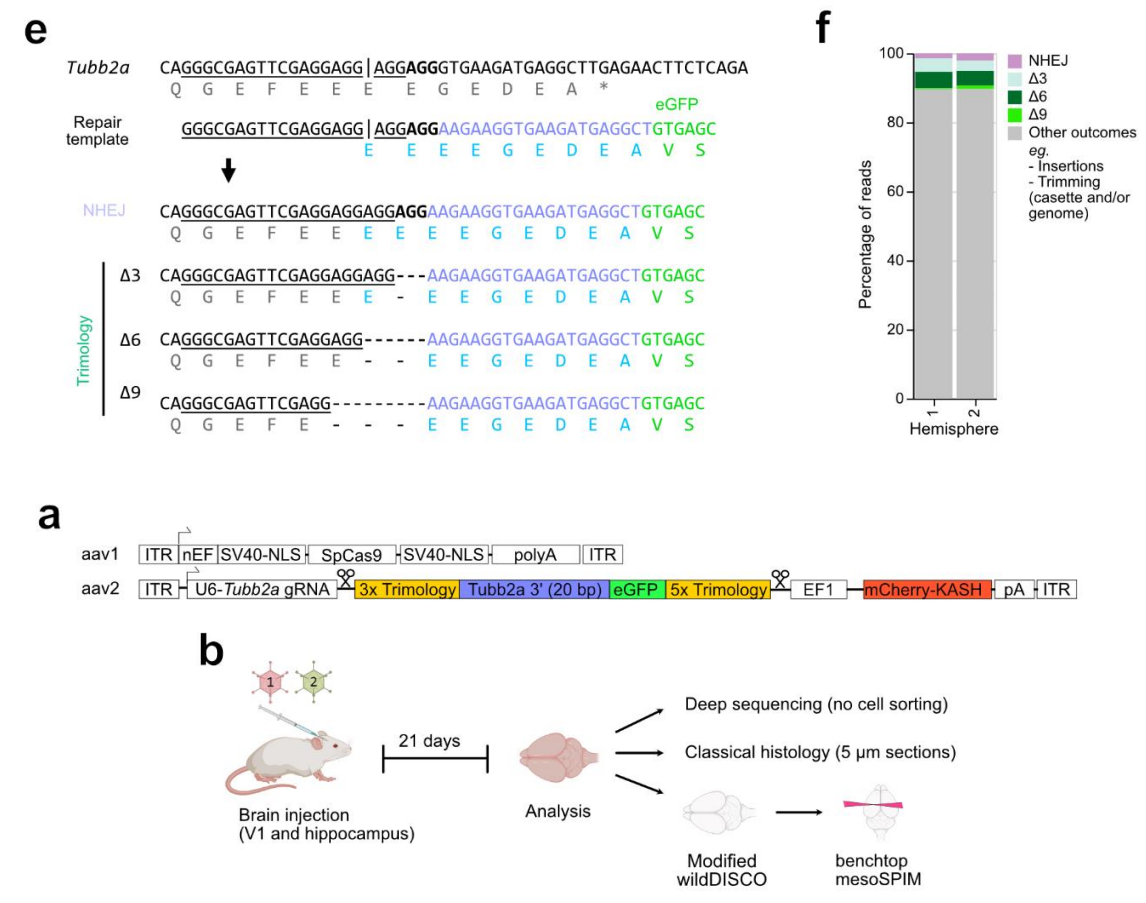 e
Tubb2a CAGGGCGAGTTCGAGGAGG|AGGAGGGTGAAGATGAGGCTTGAGAACTTCTCAGA
Q G E F E E E E G E D E A *
eGFP
Repair template GGGCGAGTTCGAGGAGG|AGGAGGAAGAAGGTGAAGATGAGGCTGTGAGC
E E E E G E D E A V S
NHEJ CAGGGCGAGTTCGAGGAGGAGGAGGAAGAAGGTGAAGATGAGGCTGTGAGC
Q G E F E E E E E E G E D E A V S
Trimology
Δ3 CAGGGCGAGTTCGAGGAGGAGG---AAGAAGGTGAAGATGAGGCTGTGAGC
Q G E F E E E - E E G E D E A V S
Δ6 CAGGGCGAGTTCGAGGAGG------AAGAAGGTGAAGATGAGGCTGTGAGC
Q G E F E E - - E E G E D E A V S
Δ9 CAGGGCGAGTTCGAGG---------AAGAAGGTGAAGATGAGGCTGTGAGC
Q G E F E - - - E E G E D E A V S
f
Percentage of reads
100
80
60
40
20
0
1 2
Hemisphere
NHEJ
Δ3
Δ6
Δ9
Other outcomes
eg.
- Insertions
- Trimming
(casette and/or
genome)
a
aav1 ITR nEF SV40-NLS SpCas9 SV40-NLS polyA ITR
aav2 ITR U6-Tubb2a gRNA 3x Trimology Tubb2a 3' (20 bp) eGFP 5x Trimology EF1 mCherry-KASH pA ITR
b
1 2
Brain injection
(V1 and hippocampus)
21 days
Analysis
Deep sequencing (no cell sorting)
Classical histology (5 µm sections)
Modified
wildDISCO
benchtop
mesoSPIM